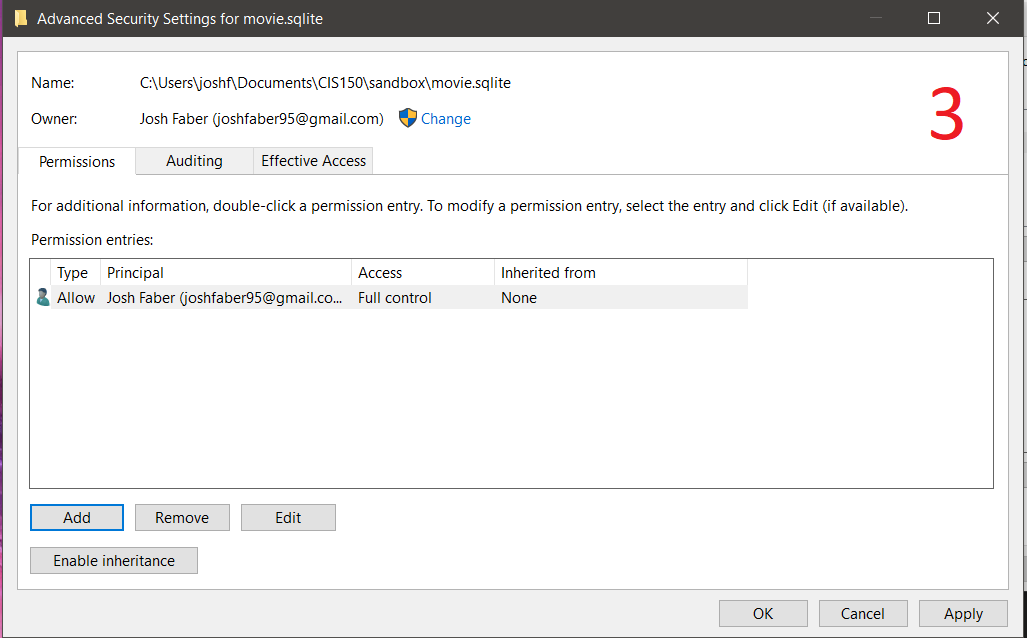 Advanced Security Settings for movie.sqlite
Name: C:\Users\joshf\Documents\CIS150\sandbox\movie.sqlite
3
Owner: Josh Faber (joshfaber95@gmail.com) Change
Permissions Auditing Effective Access
For additional information, double-click a permission entry. To modify a permission entry, select the entry and click Edit (if available).
Permission entries:
Type Principal Access Inherited from
Allow Josh Faber (joshfaber95@gmail.co... Full control None
Add Remove Edit
Enable inheritance
OK Cancel Apply